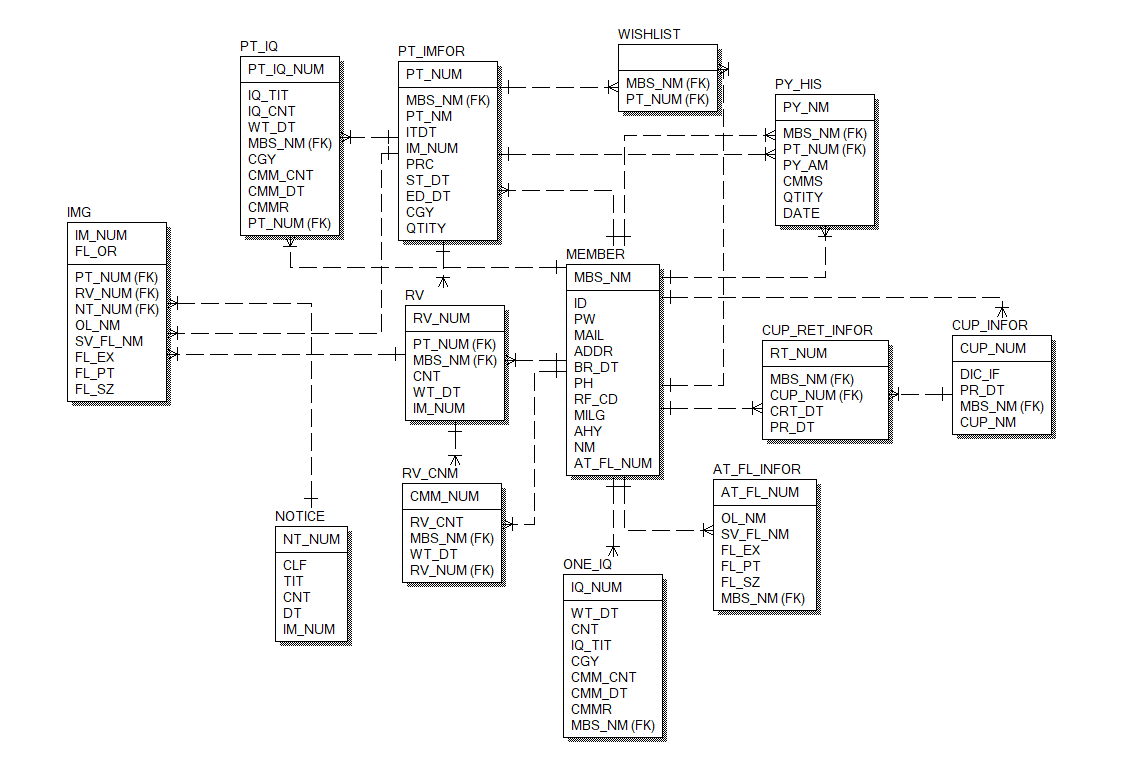 PT_IQ
PT_IQ_NUM
IQ_TIT
IQ_CNT
WT_DT
MBS_NM (FK)
CGY
CMM_CNT
CMM_DT
CMMR
PT_NUM (FK)
PT_IMFOR
PT_NUM
MBS_NM (FK)
PT_NM
ITDT
IM_NUM
PRC
ST_DT
ED_DT
CGY
QTITY
WISHLIST
MBS_NM (FK)
PT_NUM (FK)
PY_HIS
PY_NM
MBS_NM (FK)
PT_NUM (FK)
PY_AM
CMMS
QTITY
DATE
IMG
IM_NUM
FL_OR
PT_NUM (FK)
RV_NUM (FK)
NT_NUM (FK)
OL_NM
SV_FL_NM
FL_EX
FL_PT
FL_SZ
RV
RV_NUM
PT_NUM (FK)
MBS_NM (FK)
CNT
WT_DT
IM_NUM
MEMBER
MBS_NM
ID
PW
MAIL
ADDR
BR_DT
PH
RF_CD
MILG
AHY
NM
AT_FL_NUM
CUP_RET_INFOR
RT_NUM
MBS_NM (FK)
CUP_NUM (FK)
CRT_DT
PR_DT
CUP_INFOR
CUP_NUM
DIC_IF
PR_DT
MBS_NM (FK)
CUP_NM
RV_CNM
CMM_NUM
RV_CNT
MBS_NM (FK)
WT_DT
RV_NUM (FK)
AT_FL_INFOR
AT_FL_NUM
OL_NM
SV_FL_NM
FL_EX
FL_PT
FL_SZ
MBS_NM (FK)
NOTICE
NT_NUM
CLF
TIT
CNT
DT
IM_NUM
ONE_IQ
IQ_NUM
WT_DT
CNT
IQ_TIT
CGY
CMM_CNT
CMM_DT
CMMR
MBS_NM (FK)